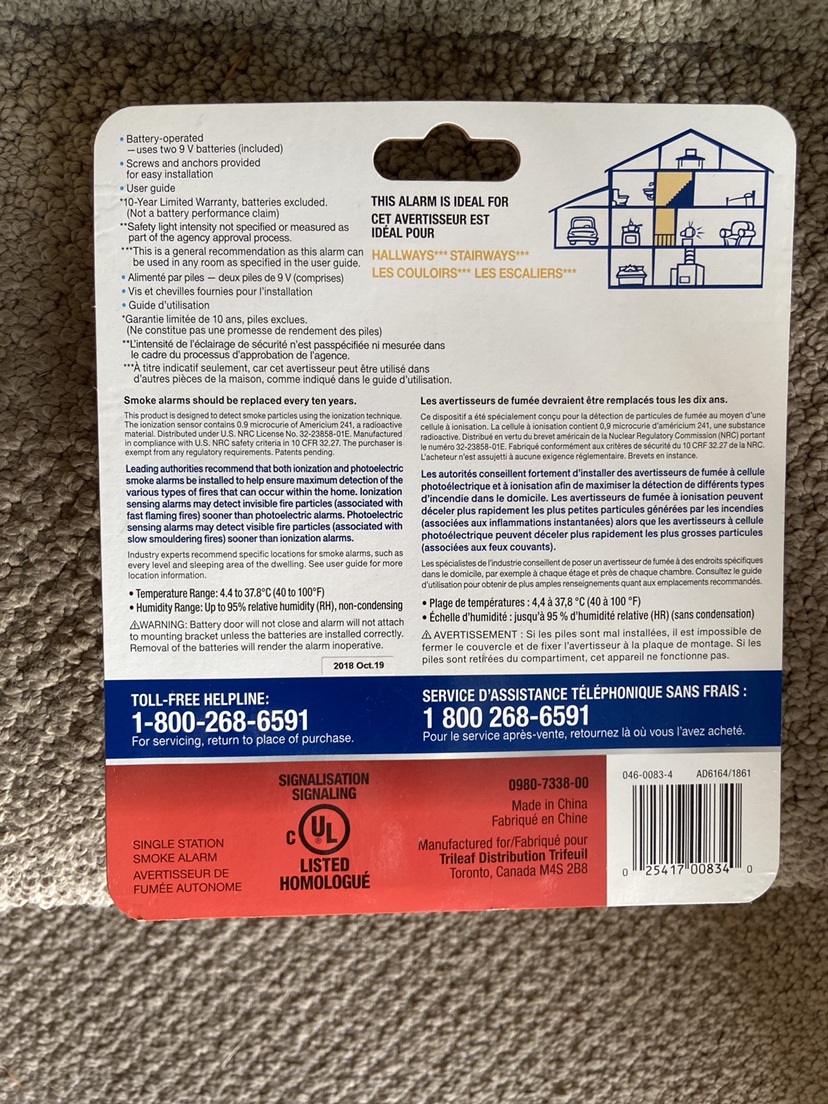 • Battery-operated
– uses two 9 V batteries (included)
• Screws and anchors provided
for easy installation
• User guide
*10-Year Limited Warranty, batteries excluded.
(Not a battery performance claim)
**Safety light intensity not specified or measured as
part of the agency approval process.
***This is a general recommendation as this alarm can
be used in any room as specified in the user guide.
• Alimenté par piles — deux piles de 9 V (comprises)
• Vis et chevilles fournies pour l'installation
• Guide d'utilisation
*Garantie limitée de 10 ans, piles exclues.
(Ne constitue pas une promesse de rendement des piles)
**L'intensité de l'éclairage de sécurité n'est passpécifiée ni mesurée dans
le cadre du processus d'approbation de l'agence.
***À titre indicatif seulement, car cet avertisseur peut être utilisé dans
d'autres pièces de la maison, comme indiqué dans le guide d'utilisation.
THIS ALARM IS IDEAL FOR
CET AVERTISSEUR EST
IDÉAL POUR
HALLWAYS*** STAIRWAYS***
LES COULOIRS*** LES ESCALIERS***
Smoke alarms should be replaced every ten years.
This product is designed to detect smoke particles using the ionization technique.
The ionization sensor contains 0.9 microcurie of Americium 241, a radioactive
material. Distributed under U.S. NRC License No. 32-23858-01E. Manufactured
in compliance with U.S. NRC safety criteria in 10 CFR 32.27. The purchaser is
exempt from any regulatory requirements. Patents pending.
Leading authorities recommend that both ionization and photoelectric
smoke alarms be installed to help ensure maximum detection of the
various types of fires that can occur within the home. Ionization
sensing alarms may detect invisible fire particles (associated with
fast flaming fires) sooner than photoelectric alarms. Photoelectric
sensing alarms may detect visible fire particles (associated with
slow smouldering fires) sooner than ionization alarms.
Industry experts recommend specific locations for smoke alarms, such as
every level and sleeping area of the dwelling. See user guide for more
location information.
• Temperature Range: 4.4 to 37.8°C (40 to 100°F)
• Humidity Range: Up to 95% relative humidity (RH), non-condensing
⚠WARNING: Battery door will not close and alarm will not attach
to mounting bracket unless the batteries are installed correctly.
Removal of the batteries will render the alarm inoperative.
2018 Oct.19
Les avertisseurs de fumée devraient être remplacés tous les dix ans.
Ce dispositif a été spécialement conçu pour la détection de particules de fumée au moyen d'une
cellule à ionisation. La cellule à ionisation contient 0,9 microcurie d'américium 241, une substance
radioactive. Distribué en vertu du brevet américain de la Nuclear Regulatory Commission (NRC) portant
le numéro 32-23858-01E. Fabriqué conformément aux critères de sécurité du 10 CRF 32.27 de la NRC.
L'acheteur n'est assujetti à aucune exigence réglementaire. Brevets en instance.
Les autorités conseillent fortement d'installer des avertisseurs de fumée à cellule
photoélectrique et à ionisation afin de maximiser la détection de différents types
d'incendie dans le domicile. Les avertisseurs de fumée à ionisation peuvent
déceler plus rapidement les plus petites particules générées par les incendies
(associées aux inflammations instantanées) alors que les avertisseurs à cellule
photoélectrique peuvent déceler plus rapidement les plus grosses particules
(associées aux feux couvants).
Les spécialistes de l'industrie conseillent de poser un avertisseur de fumée à des endroits spécifiques
dans le domicile, par exemple à chaque étage et près de chaque chambre. Consultez le guide
d'utilisation pour obtenir de plus amples renseignements quant aux emplacements recommandés.
• Plage de températures : 4,4 à 37,8 °C (40 à 100 °F)
• Échelle d'humidité : jusqu'à 95 % d'humidité relative (HR) (sans condensation)
⚠ AVERTISSEMENT : Si les piles sont mal installées, il est impossible de
fermer le couvercle et de fixer l'avertisseur à la plaque de montage. Si les
piles sont retirées du compartiment, cet appareil ne fonctionne pas.
TOLL-FREE HELPLINE:
1-800-268-6591
For servicing, return to place of purchase.
SERVICE D'ASSISTANCE TÉLÉPHONIQUE SANS FRAIS :
1 800 268-6591
Pour le service après-vente, retournez là où vous l'avez acheté.
SINGLE STATION
SMOKE ALARM
AVERTISSEUR DE
FUMÉE AUTONOME
SIGNALISATION
SIGNALING
C UL
LISTED
HOMOLOGUÉ
0980-7338-00
Made in China
Fabriqué en Chine
Manufactured for/Fabriqué pour
Trileaf Distribution Trifeuil
Toronto, Canada M4S 2B8
046-0083-4 AD6164/1861
0 25417 00834 0